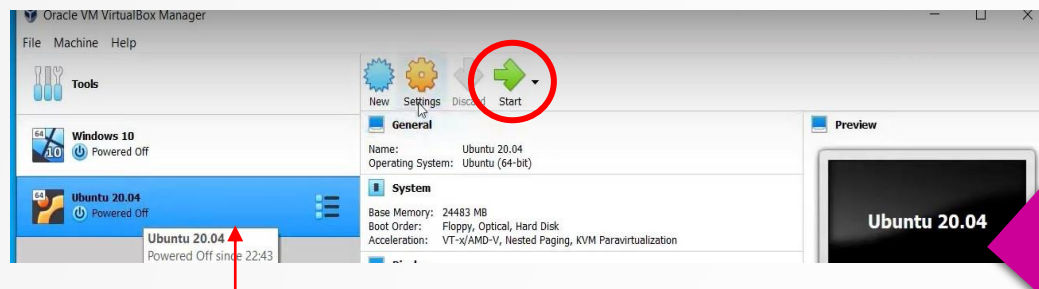 Oracle VM VirtualBox Manager
File Machine Help
Tools
New Settings Discard Start
64
10
Windows 10
Powered Off
64
Ubuntu 20.04
Powered Off
Ubuntu 20.04
Powered Off since 22:43
General
Name: Ubuntu 20.04
Operating System: Ubuntu (64-bit)
System
Base Memory: 24483 MB
Boot Order: Floppy, Optical, Hard Disk
Acceleration: VT-x/AMD-V, Nested Paging, KVM Paravirtualization
Preview
Ubuntu 20.04